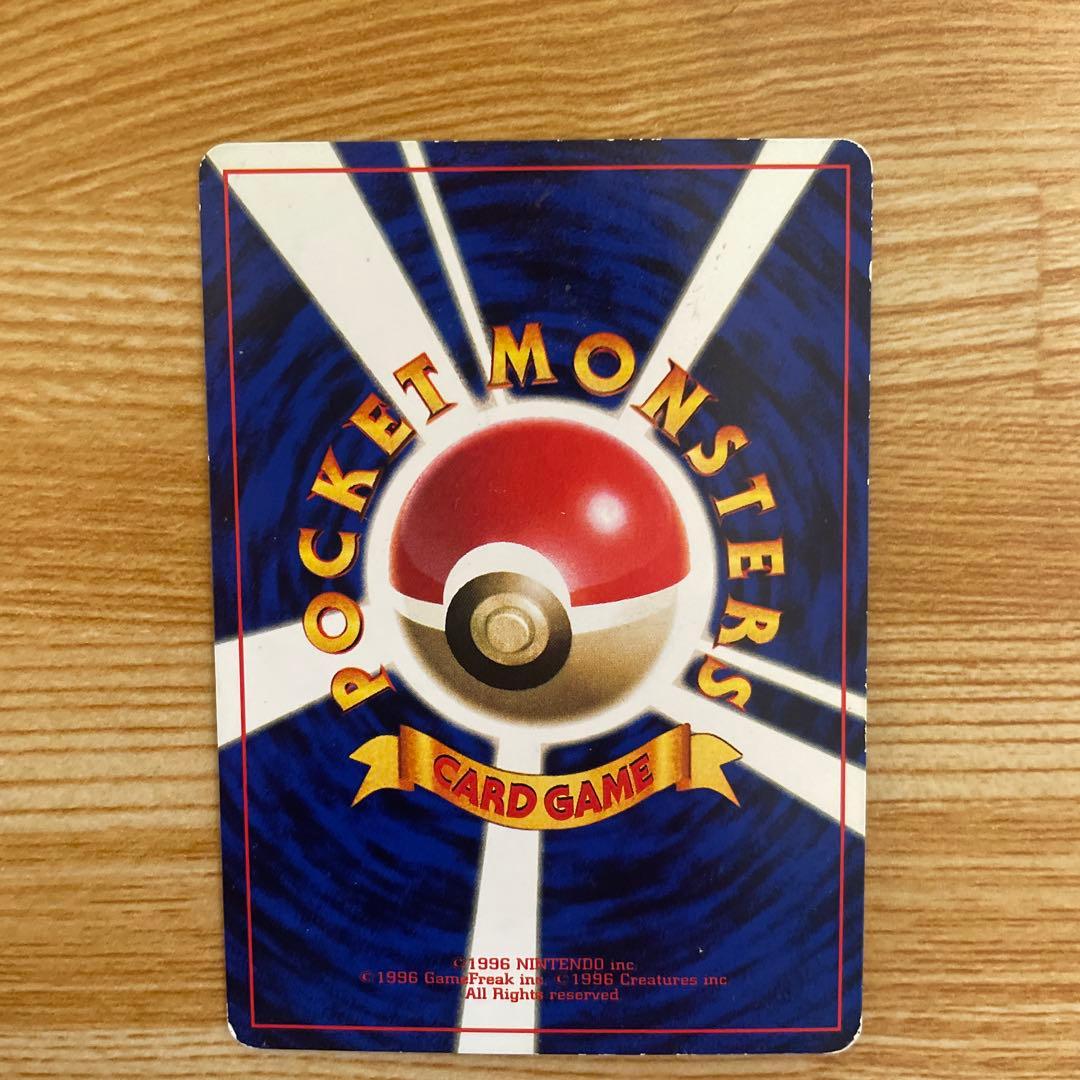 POCKET MONSTERS
CARD GAME
©1996 NINTENDO inc.
©1996 GameFreak inc. ©1996 Creatures inc.
All Rights reserved